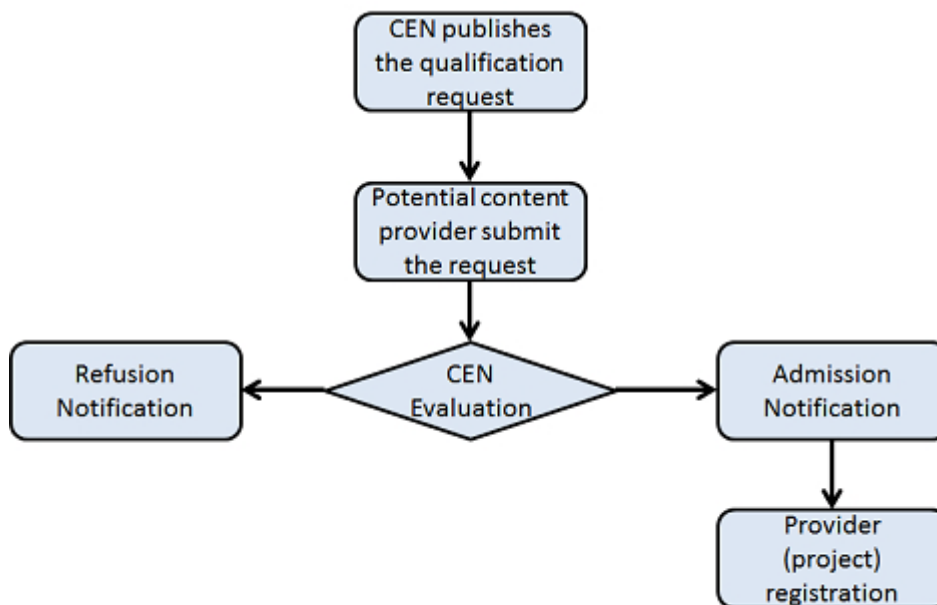 CEN publishes
the qualification
request
Potential content
provider submit
the request
Refusion
Notification
CEN
Evaluation
Admission
Notification
Provider
(project)
registration